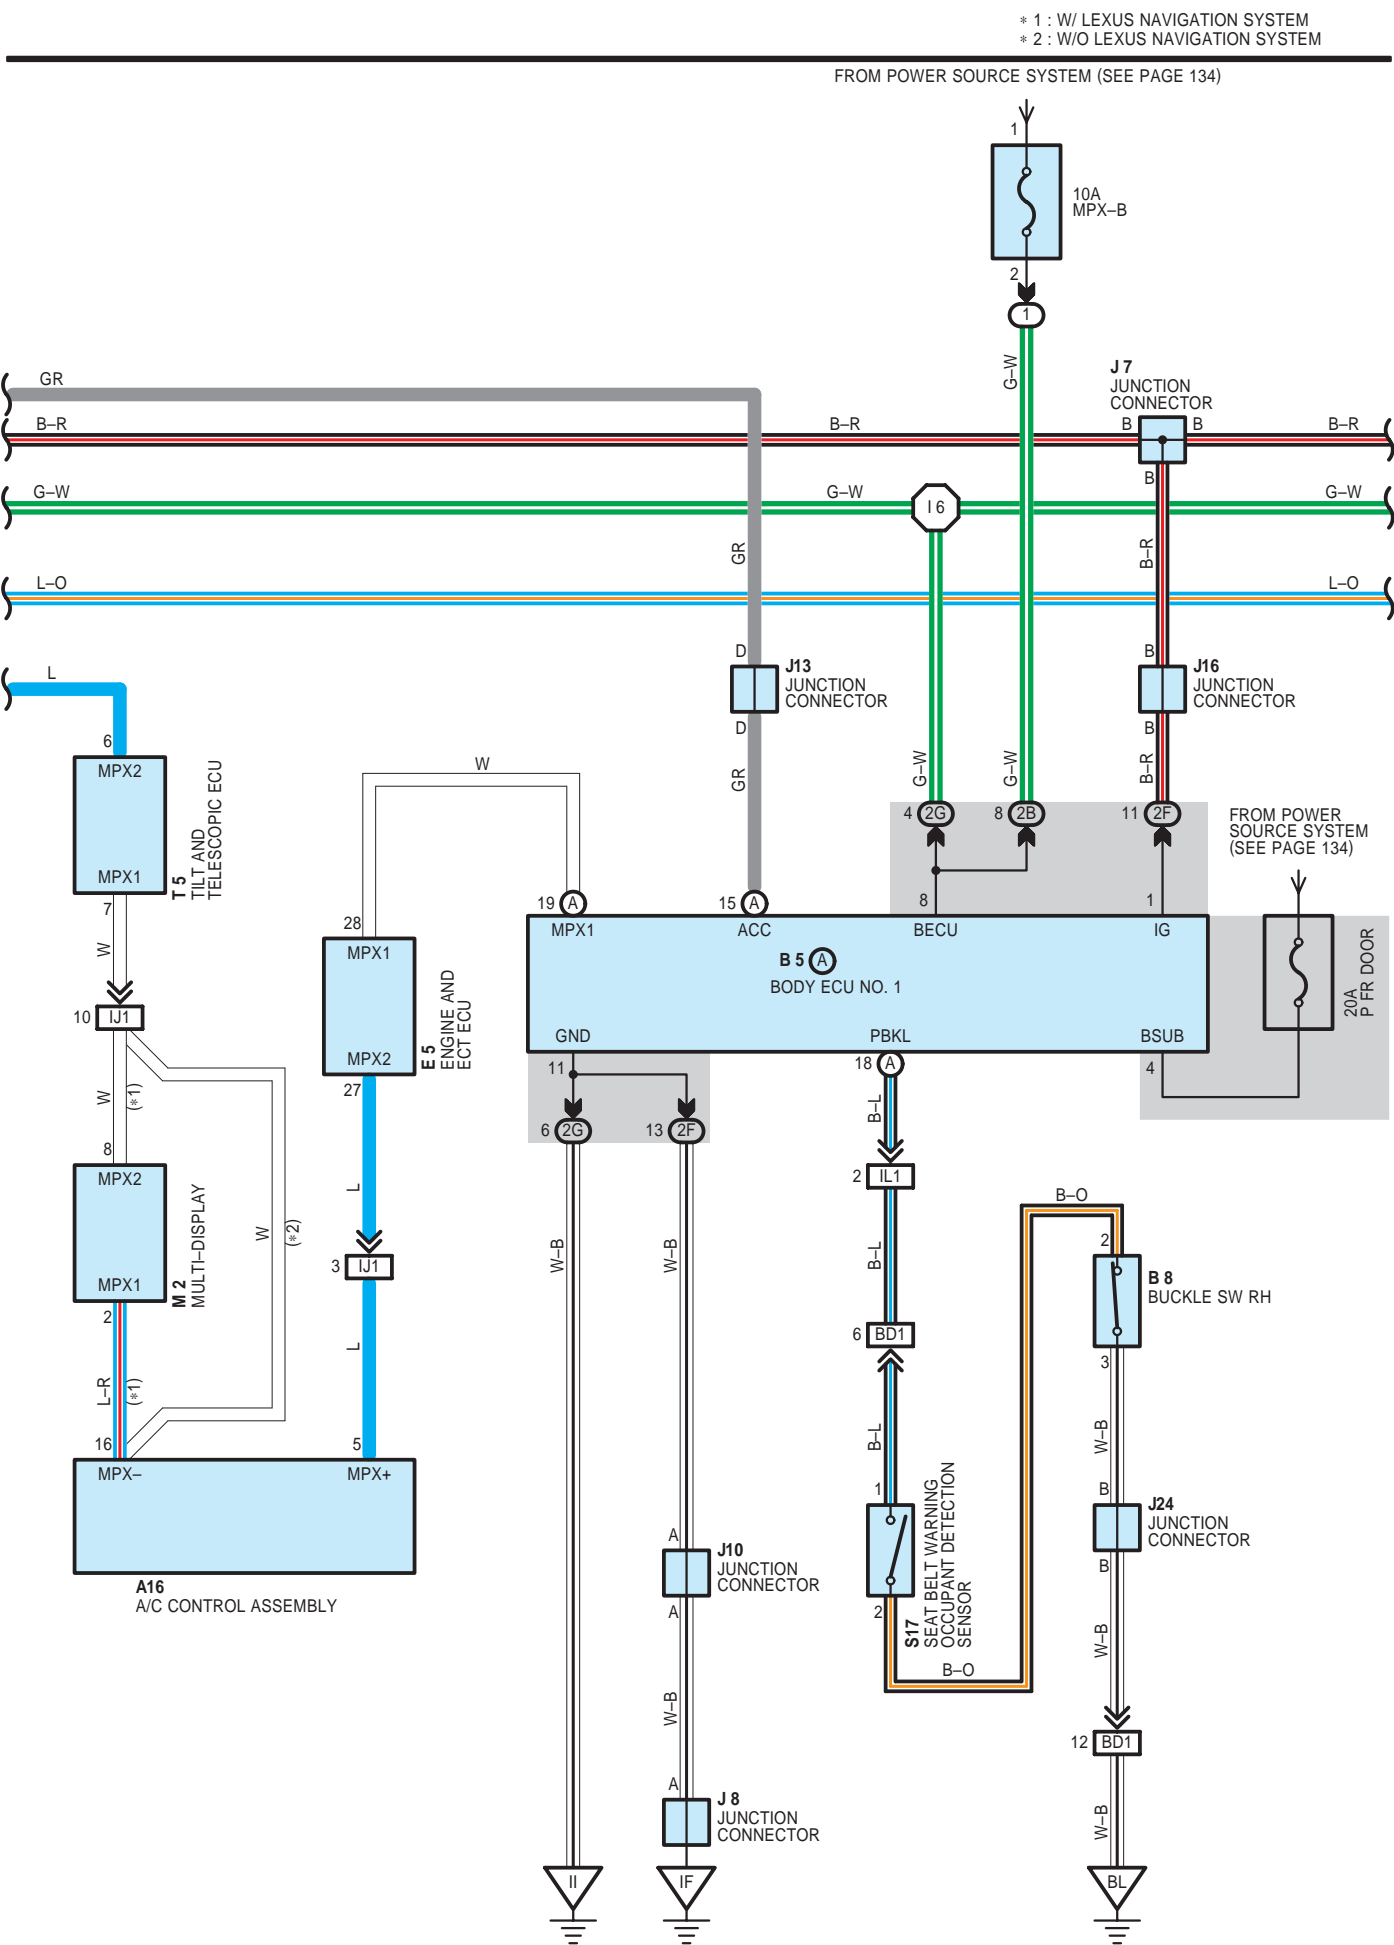 * 1 : W/ LEXUS NAVIGATION SYSTEM
* 2 : W/O LEXUS NAVIGATION SYSTEM
FROM POWER SOURCE SYSTEM (SEE PAGE 134)
1
10A
MPX–B
2
1
G–W
J 7
JUNCTION
CONNECTOR
GR
B–R
B–R
B
B
B–R
B
G–W
G–W
I 6
G–W
GR
B–R
L–O
L–O
L
D
J13
JUNCTION
CONNECTOR
D
B
J16
JUNCTION
CONNECTOR
B
6
MPX2
MPX1
T 5
TILT AND
TELESCOPIC ECU
7
W
W
GR
G–W
G–W
B–R
4
2G
8
2B
11
2F
FROM POWER
SOURCE SYSTEM
(SEE PAGE 134)
19
A
15
A
8
1
28
MPX1
MPX2
E 5
ENGINE AND
ECT ECU
27
MPX1
ACC
BECU
IG
B 5
A
BODY ECU NO. 1
GND
PBKL
BSUB
20A
P FR DOOR
10
IJ1
W
(*1)
11
18
A
4
6
2G
13
2F
B–L
8
MPX2
MPX1
M 2
MULTI–DISPLAY
2
W
(*2)
L
3
IJ1
L
W–B
W–B
2
IL1
B–L
B–O
2
B 8
BUCKLE SW RH
3
6
BD1
L–R
(*1)
16
5
MPX–
MPX+
A16
A/C CONTROL ASSEMBLY
B–L
1
2
S17
SEAT BELT WARNING
OCCUPANT DETECTION
SENSOR
W–B
B
J24
JUNCTION
CONNECTOR
B
A
J10
JUNCTION
CONNECTOR
A
B–O
W–B
W–B
12
BD1
A
J 8
JUNCTION
CONNECTOR
W–B
II
IF
BL